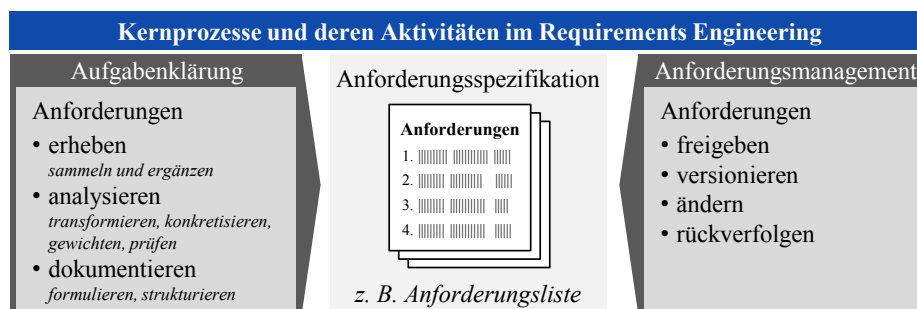 Kernprozesse und deren Aktivitäten im Requirements Engineering
Aufgabenklärung
Anforderungen
• erheben
sammeln und ergänzen
• analysieren
transformieren, konkretisieren,
gewichten, prüfen
• dokumentieren
formulieren, strukturieren
Anforderungsspezifikation
Anforderungen
1.
2.
3.
4.
z. B. Anforderungsliste
Anforderungsmanagement
Anforderungen
• freigeben
• versionieren
• ändern
• rückverfolgen